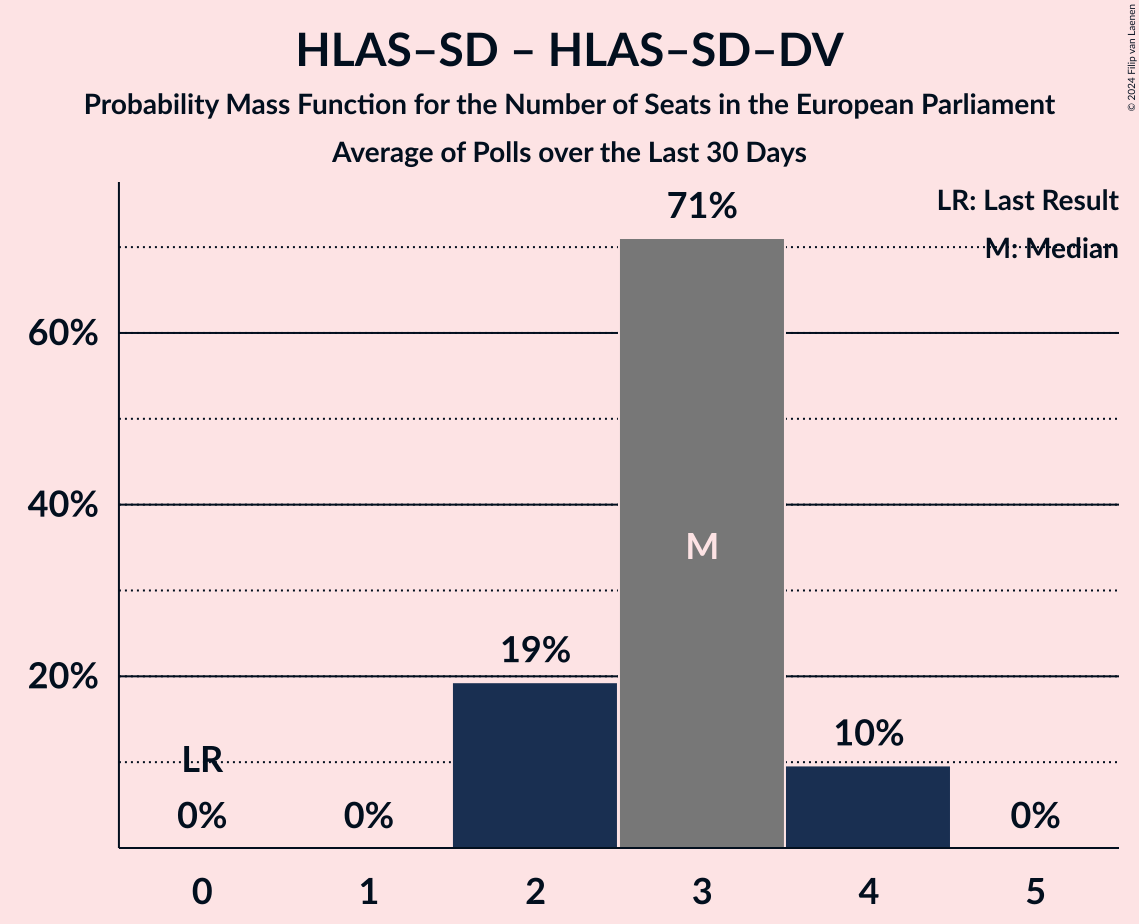 HLAS–SD – HLAS–SD–DV
Probability Mass Function for the Number of Seats in the European Parliament
Average of Polls over the Last 30 Days
© 2024 Filip van Laenen
LR: Last Result
M: Median
71%
60%
40%
M
19%
20%
10%
LR
0%
0%
0%
0 1 2 3 4 5